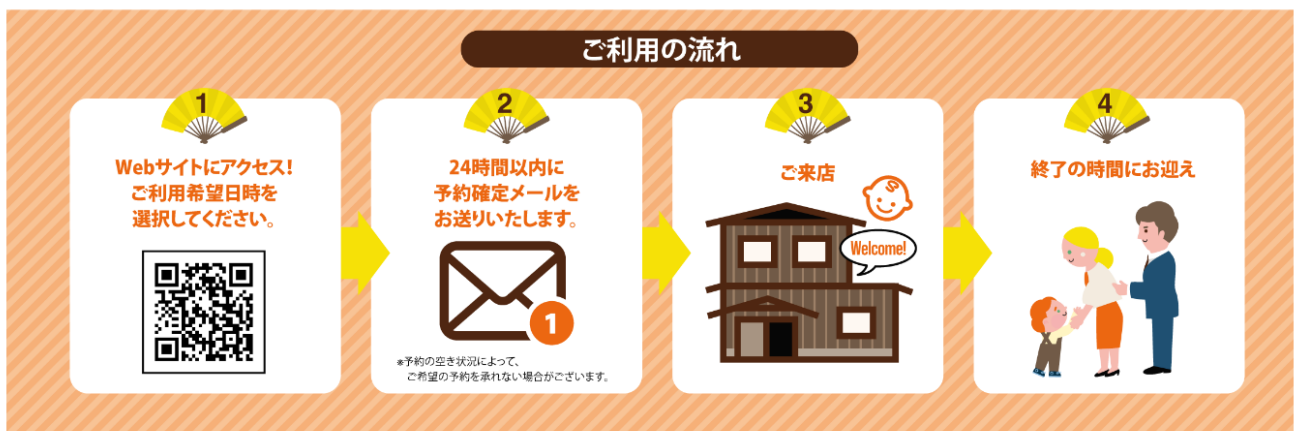 ご利用の流れ
1
Webサイトにアクセス!
ご利用希望日時を
選択してください。
2
24時間以内に
予約確定メールを
お送りいたします。
1
※予約の空き状況によって、
ご希望の予約を承れない場合がございます。
3
ご来店
Welcome!
4
終了の時間にお迎え